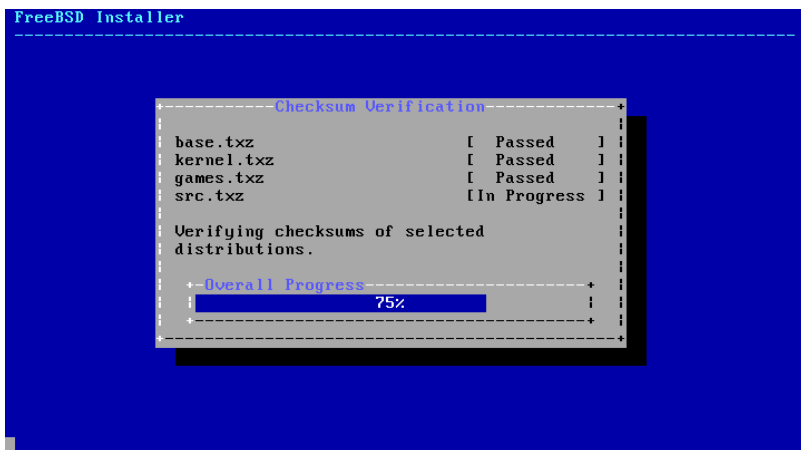 FreeBSD Installer
Checksum Verification
base.txz [ Passed ]
kernel.txz [ Passed ]
games.txz [ Passed ]
src.txz [In Progress ]
Verifying checksums of selected
distributions.
Overall Progress
75%